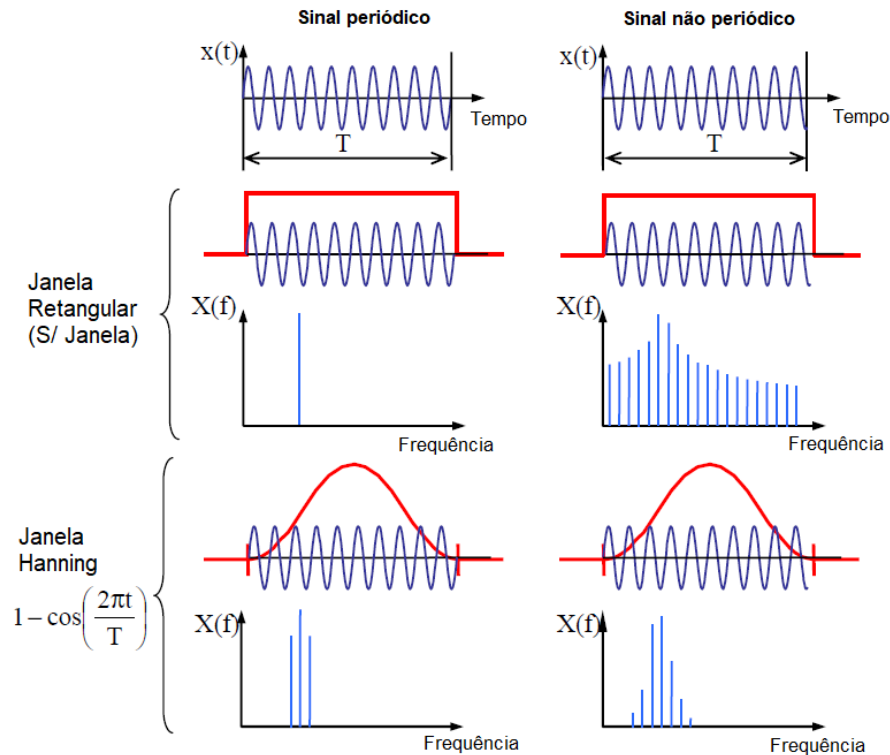 Sinal periódico
Sinal não periódico
x(t)
Tempo
T
x(t)
Tempo
T
Janela
Retangular
(S/ Janela)
X(f)
Frequência
X(f)
Frequência
Janela
Hanning
1 − cos(2πt/T)
X(f)
Frequência
X(f)
Frequência